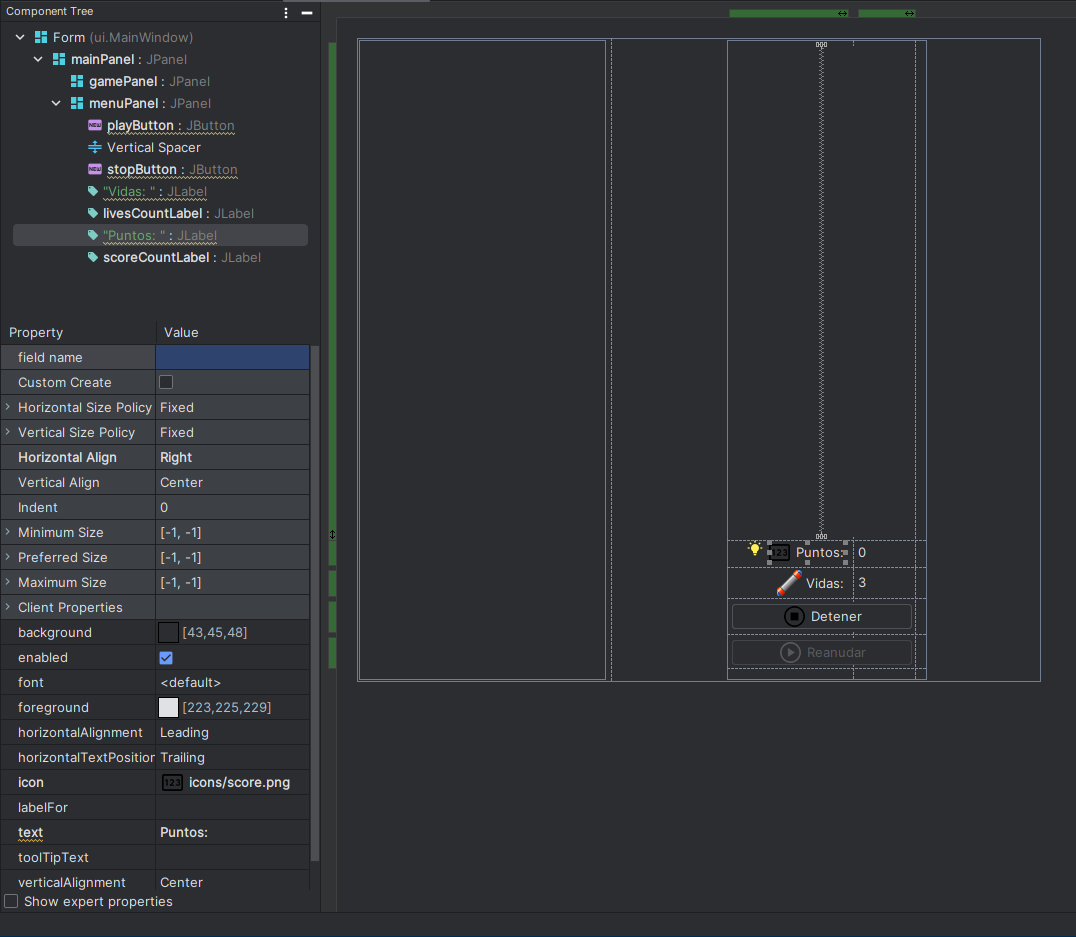 Component Tree
Form (ui.MainWindow)
mainPanel : JPanel
gamePanel : JPanel
menuPanel : JPanel
NEW playButton : JButton
Vertical Spacer
NEW stopButton : JButton
"Vidas: " : JLabel
livesCountLabel : JLabel
"Puntos: " : JLabel
scoreCountLabel : JLabel
Property Value
field name
Custom Create
Horizontal Size Policy Fixed
Vertical Size Policy Fixed
Horizontal Align Right
Vertical Align Center
Indent 0
Minimum Size [-1, -1]
Preferred Size [-1, -1]
Maximum Size [-1, -1]
Client Properties
background [43,45,48]
enabled
font <default>
foreground [223,225,229]
horizontalAlignment Leading
horizontalTextPosition Trailing
icon 123 icons/score.png
labelFor
text Puntos:
toolTipText
verticalAlignment Center
Show expert properties
123 Puntos: 0
Vidas: 3
Detener
Reanudar